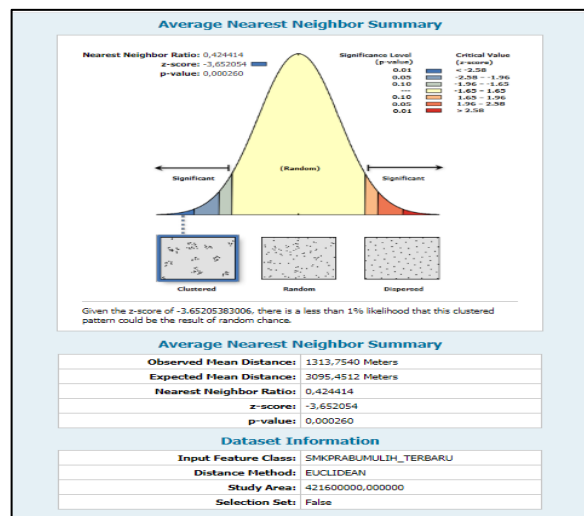 Average Nearest Neighbor Summary
Nearest Neighbor Ratio: 0,424414
z-score: -3,652054
p-value: 0,000260
Significance Level (p-value) Critical Value (z-score)
0.01 < -2.58
0.05 -2.58 – -1.96
0.10 -1.96 – -1.65
--- -1.65 – 1.65
0.10 1.65 – 1.96
0.05 1.96 – 2.58
0.01 > 2.58
Significant (Random) Significant
Clustered Random Dispersed
Given the z-score of -3.65205383006, there is a less than 1% likelihood that this clustered
pattern could be the result of random chance.
Average Nearest Neighbor Summary
Observed Mean Distance: 1313,7540 Meters
Expected Mean Distance: 3095,4512 Meters
Nearest Neighbor Ratio: 0,424414
z-score: -3,652054
p-value: 0,000260
Dataset Information
Input Feature Class: SMKPRABUMULIH_TERBARU
Distance Method: EUCLIDEAN
Study Area: 421600000,000000
Selection Set: False